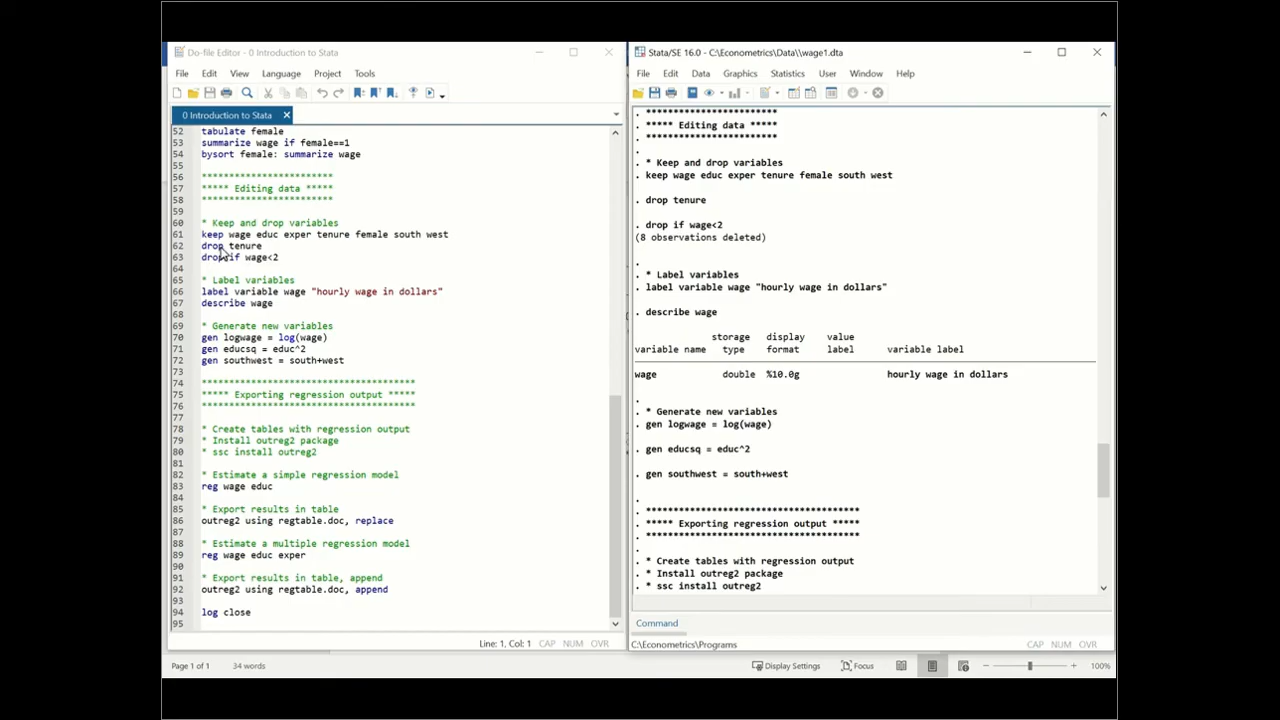 Do-file Editor - 0 Introduction to Stata
File Edit View Language Project Tools
0 Introduction to Stata
52 tabulate female
53 summarize wage if female==1
54 bysort female: summarize wage
55
56 ************************
57 ***** Editing data *****
58 ************************
59
60 * Keep and drop variables
61 keep wage educ exper tenure female south west
62 drop tenure
63 drop if wage<2
64
65 * Label variables
66 label variable wage "hourly wage in dollars"
67 describe wage
68
69 * Generate new variables
70 gen logwage = log(wage)
71 gen educsq = educ^2
72 gen southwest = south+west
73
74 ***************************************
75 ***** Exporting regression output *****
76 ***************************************
77
78 * Create tables with regression output
79 * Install outreg2 package
80 * ssc install outreg2
81
82 * Estimate a simple regression model
83 reg wage educ
84
85 * Export results in table
86 outreg2 using regtable.doc, replace
87
88 * Estimate a multiple regression model
89 reg wage educ exper
90
91 * Export results in table, append
92 outreg2 using regtable.doc, append
93
94 log close
95
Line: 1, Col: 1 CAP NUM OVR
Stata/SE 16.0 - C:\Econometrics\Data\\wage1.dta
File Edit Data Graphics Statistics User Window Help
. ************************
. ***** Editing data *****
. ************************
.
. * Keep and drop variables
. keep wage educ exper tenure female south west
. drop tenure
. drop if wage<2
(8 observations deleted)
.
. * Label variables
. label variable wage "hourly wage in dollars"
. describe wage
storage display value
variable name type format label variable label
wage double %10.0g hourly wage in dollars
.
. * Generate new variables
. gen logwage = log(wage)
. gen educsq = educ^2
. gen southwest = south+west
.
. ***************************************
. ***** Exporting regression output *****
. ***************************************
.
. * Create tables with regression output
. * Install outreg2 package
. * ssc install outreg2
Command
C:\Econometrics\Programs CAP NUM OVR
Page 1 of 1 34 words Display Settings Focus 100%